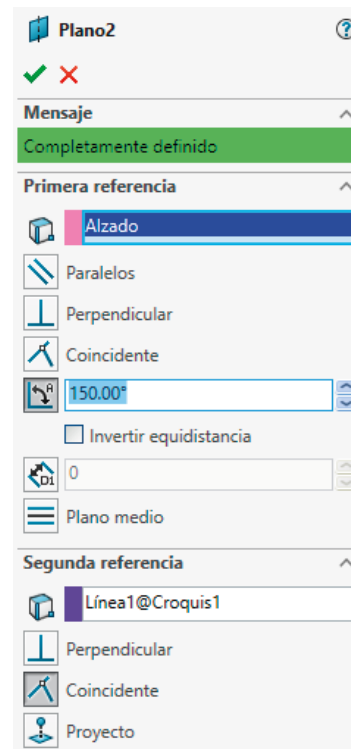 Plano2
Mensaje
Completamente definido
Primera referencia
Alzado
Paralelos
Perpendicular
Coincidente
150.00°
Invertir equidistancia
0
Plano medio
Segunda referencia
Línea1@Croquis1
Perpendicular
Coincidente
Proyecto